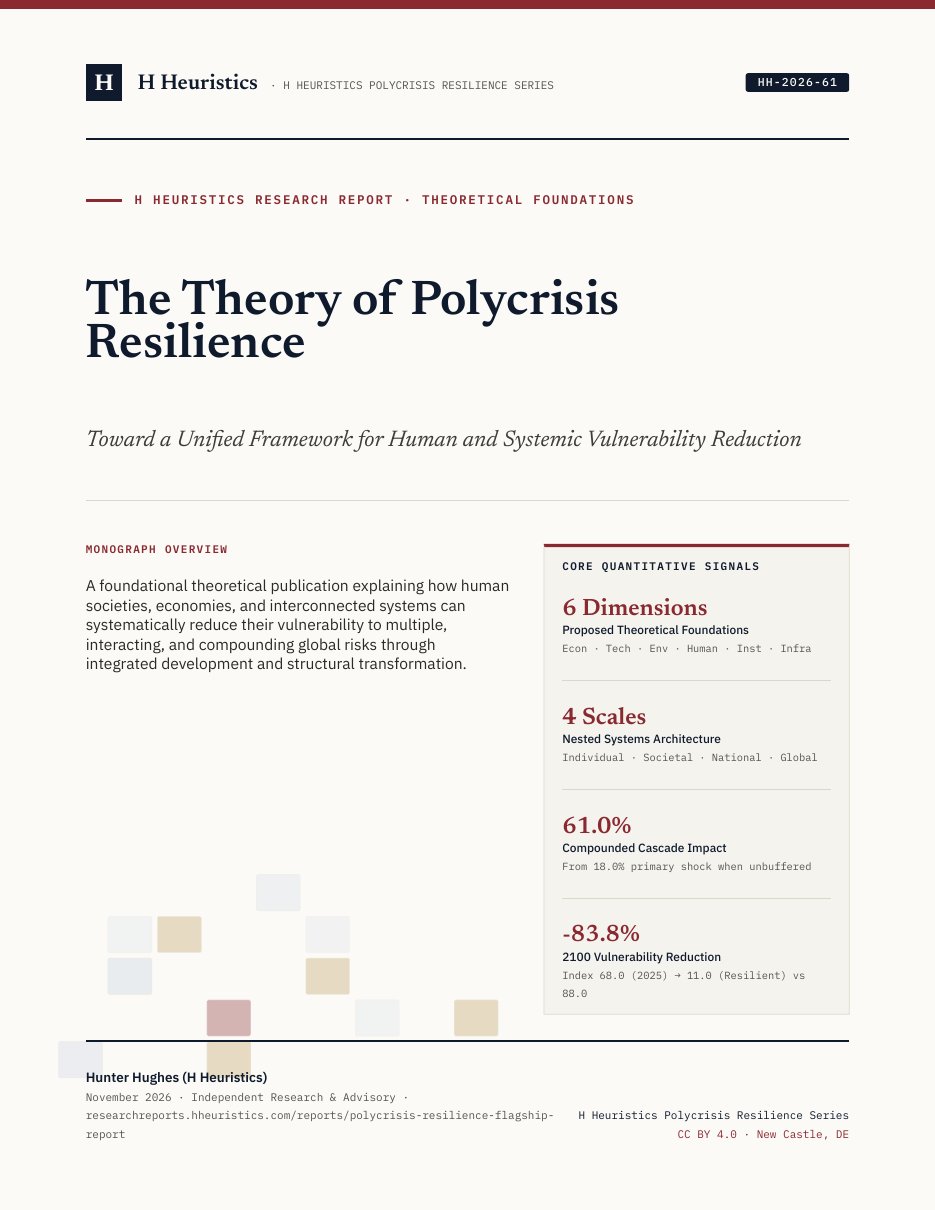 H H Heuristics · H HEURISTICS POLYCRISIS RESILIENCE SERIES HH-2026-61
H HEURISTICS RESEARCH REPORT · THEORETICAL FOUNDATIONS
The Theory of Polycrisis
Resilience
Toward a Unified Framework for Human and Systemic Vulnerability Reduction
MONOGRAPH OVERVIEW
A foundational theoretical publication explaining how human
societies, economies, and interconnected systems can
systematically reduce their vulnerability to multiple,
interacting, and compounding global risks through
integrated development and structural transformation.
CORE QUANTITATIVE SIGNALS
6 Dimensions
Proposed Theoretical Foundations
Econ · Tech · Env · Human · Inst · Infra
4 Scales
Nested Systems Architecture
Individual · Societal · National · Global
61.0%
Compounded Cascade Impact
From 18.0% primary shock when unbuffered
-83.8%
2100 Vulnerability Reduction
Index 68.0 (2025) → 11.0 (Resilient) vs
88.0
Hunter Hughes (H Heuristics)
November 2026 · Independent Research & Advisory ·
researchreports.hheuristics.com/reports/polycrisis-resilience-flagship-
report
H Heuristics Polycrisis Resilience Series
CC BY 4.0 · New Castle, DE